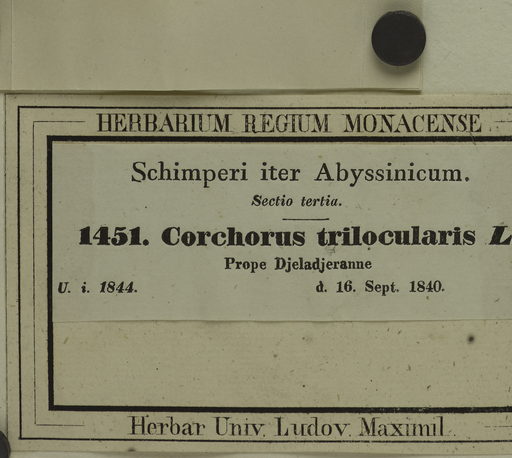 HERBARIUM REGIUM MONACENSE
Schimperi iter Abyssinicum.
Sectio tertia.
1451. Corchorus trilocularis L
Prope Djeladjeranne
U. i. 1844. d. 16. Sept. 1840.
Herbar Univ. Ludov. Maximil.